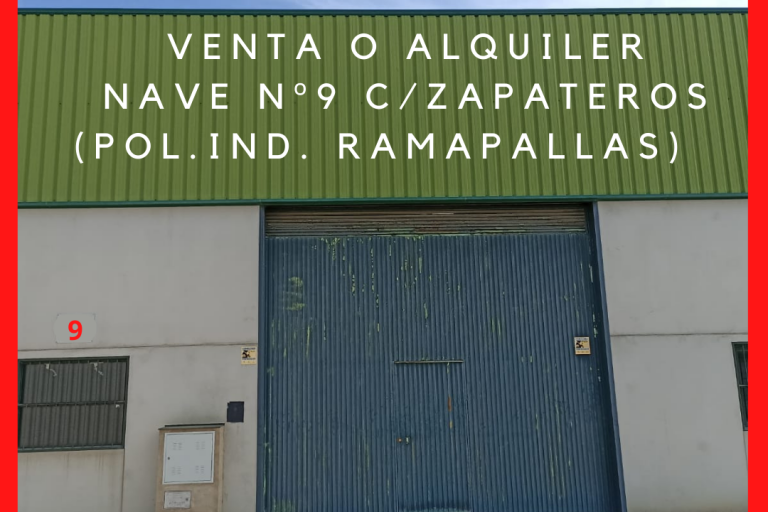 VENTA O ALQUILER
NAVE Nº9 C/ZAPATEROS
(POL.IND. RAMAPALLAS)
9